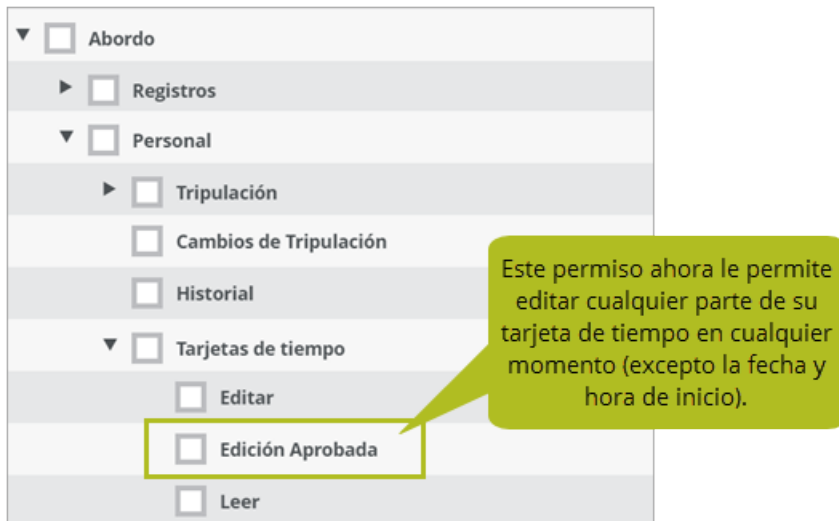 Abordo
Registros
Personal
Tripulación
Cambios de Tripulación
Historial
Tarjetas de tiempo
Editar
Edición Aprobada
Leer
Este permiso ahora le permite
editar cualquier parte de su
tarjeta de tiempo en cualquier
momento (excepto la fecha y
hora de inicio).